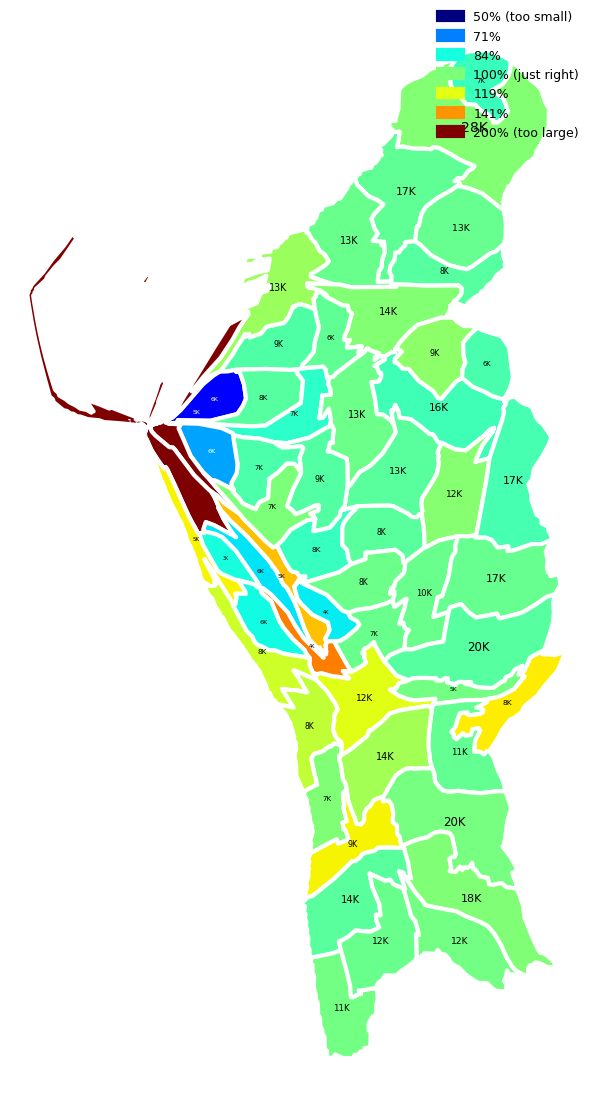 50% (too small)
71%
84%
100% (just right)
119%
141%
200% (too large)
7K
28K
17K
13K
13K
8K
13K
14K
9K
6K
9K
6K
6K
5K
8K
7K
13K
16K
6K
7K
9K
13K
12K
17K
7K
5K
8K
8K
3K
6K
5K
8K
10K
17K
4K
6K
4K
7K
8K
20K
5K
8K
12K
8K
11K
14K
7K
20K
9K
14K
18K
12K
12K
11K